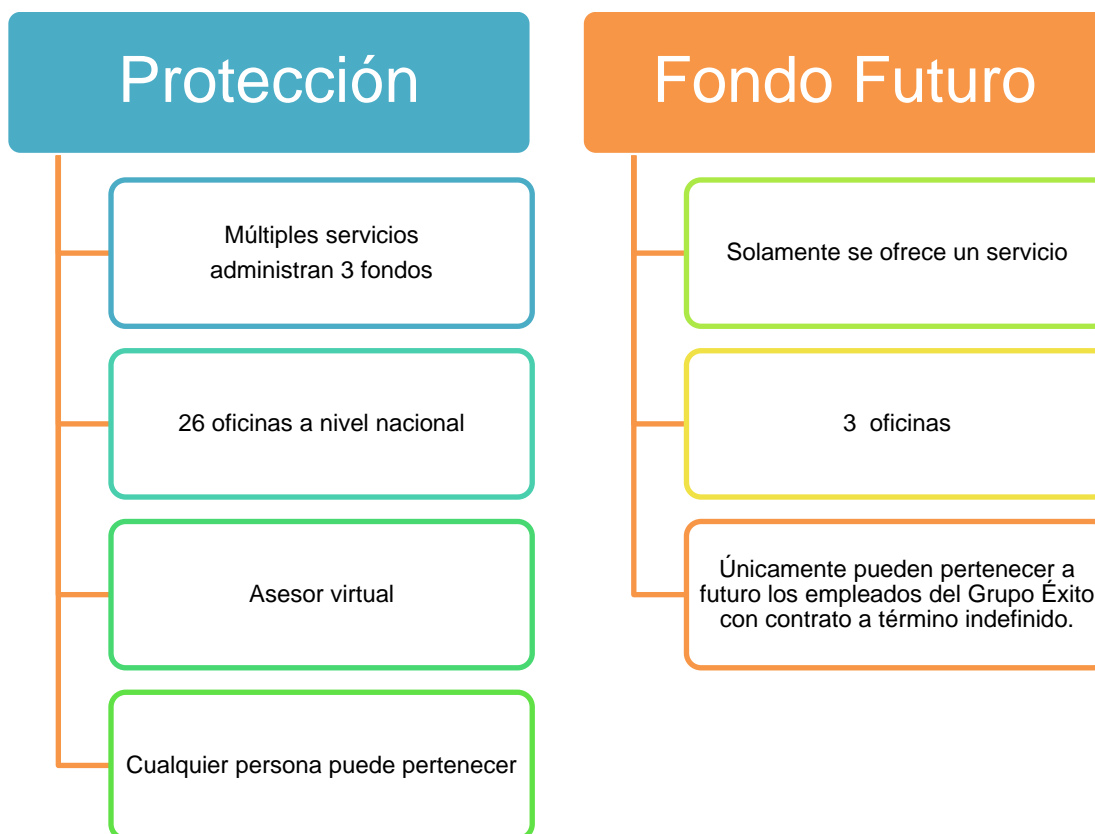 Protección
Múltiples servicios
administran 3 fondos
26 oficinas a nivel nacional
Asesor virtual
Cualquier persona puede pertenecer
Fondo Futuro
Solamente se ofrece un servicio
3 oficinas
Únicamente pueden pertenecer a
futuro los empleados del Grupo Éxito
con contrato a término indefinido.